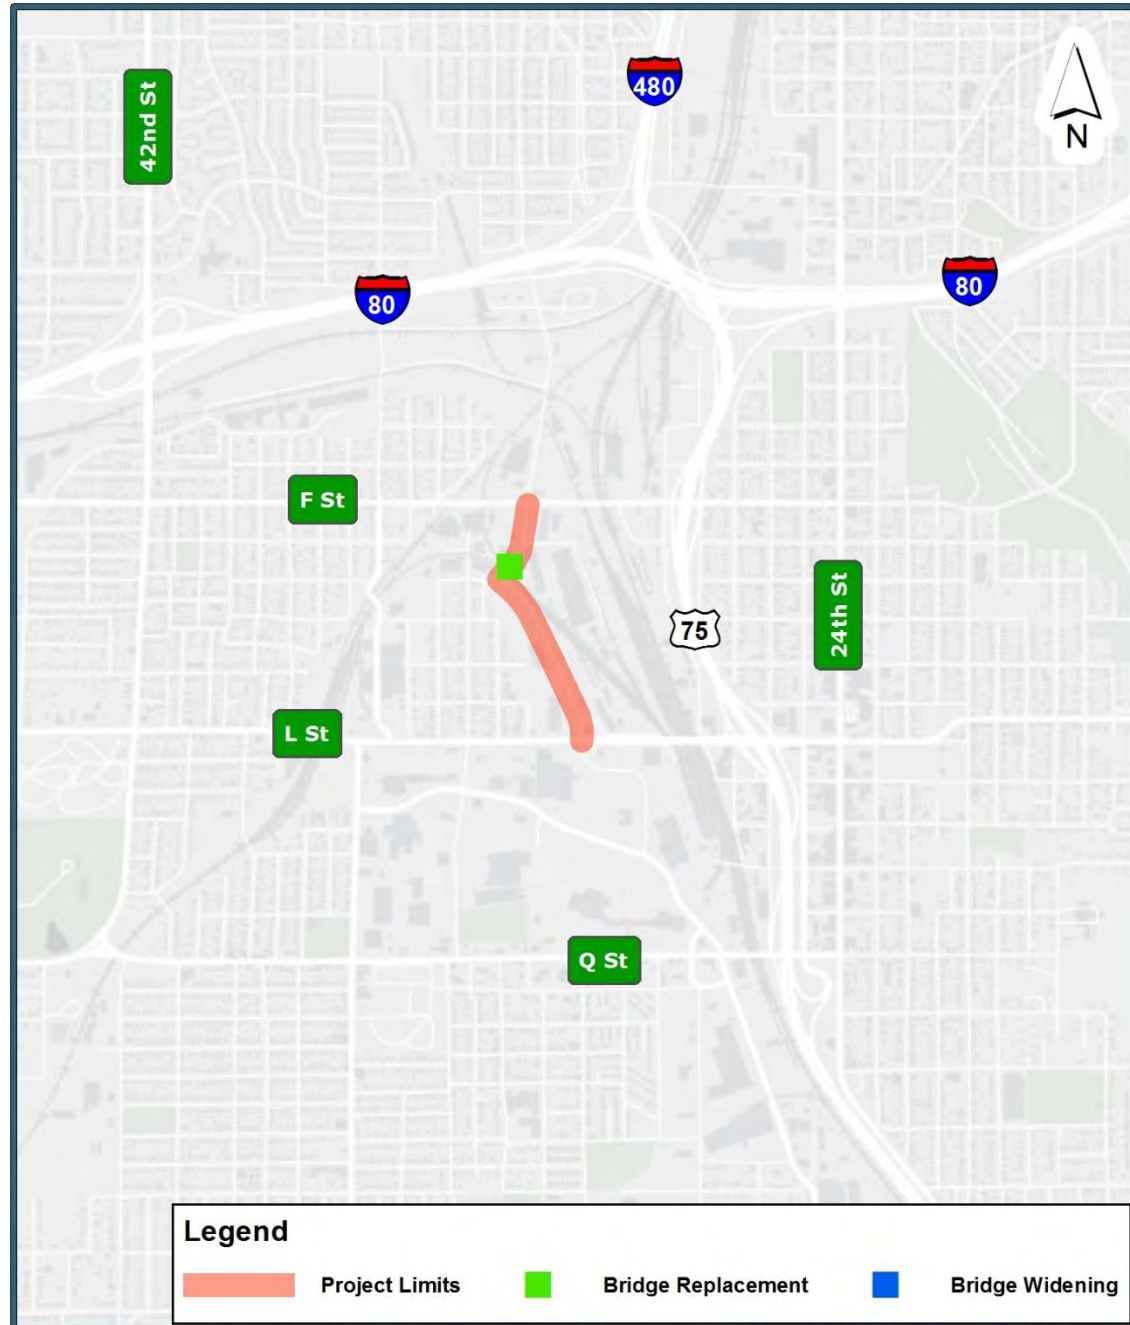 480
42nd St
N
80
80
F St
24th St
75
L St
Q St
Legend
Project Limits
Bridge Replacement
Bridge Widening